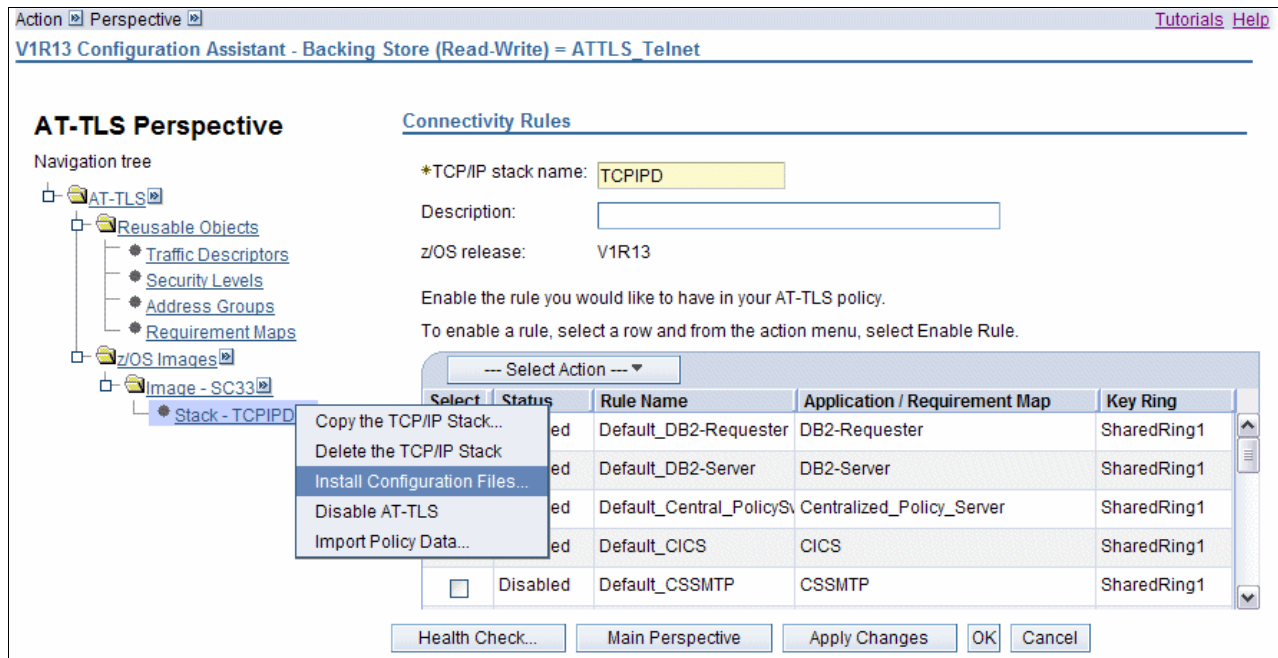 Action Perspective Tutorials Help
V1R13 Configuration Assistant - Backing Store (Read-Write) = ATTLS_Telnet
AT-TLS Perspective
Navigation tree
AT-TLS
Reusable Objects
Traffic Descriptors
Security Levels
Address Groups
Requirement Maps
z/OS Images
Image - SC33
Stack - TCPIPD
Copy the TCP/IP Stack...
Delete the TCP/IP Stack
Install Configuration Files...
Disable AT-TLS
Import Policy Data...
Connectivity Rules
*TCP/IP stack name: TCPIPD
Description:
z/OS release: V1R13
Enable the rule you would like to have in your AT-TLS policy.
To enable a rule, select a row and from the action menu, select Enable Rule.
--- Select Action ---
Select Status Rule Name Application / Requirement Map Key Ring
ed Default_DB2-Requester DB2-Requester SharedRing1
ed Default_DB2-Server DB2-Server SharedRing1
ed Default_Central_PolicySv Centralized_Policy_Server SharedRing1
ed Default_CICS CICS SharedRing1
Disabled Default_CSSMTP CSSMTP SharedRing1
Health Check... Main Perspective Apply Changes OK Cancel